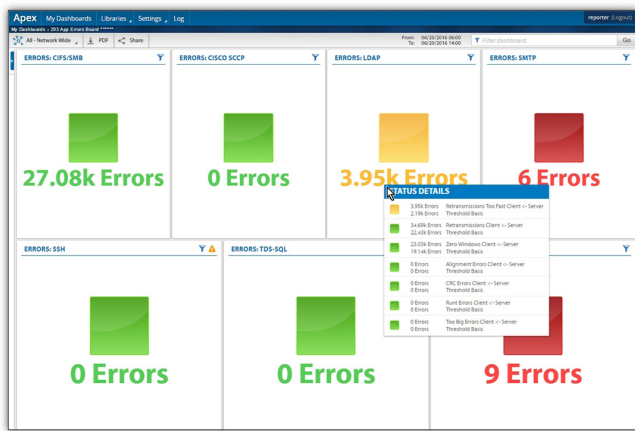 Apex My Dashboards Libraries Settings Log reporter (Logout)
My Dashboards › 203 App Errors Board
All - Network Wide PDF Share From: 06/20/2016 06:00 Filter dashboard Go
To: 06/20/2016 14:00
ERRORS: CIFS/SMB ERRORS: CISCO SCCP ERRORS: LDAP ERRORS: SMTP
27.08k Errors 0 Errors 3.95k Errors 6 Errors
STATUS DETAILS
3.95k Errors Retransmissions Too Fast Client <- Server
2.19k Errors Threshold Basis
34.69k Errors Retransmissions Client <- Server
22.43k Errors Threshold Basis
23.03k Errors Zero Windows Client <- Server
19.14k Errors Threshold Basis
0 Errors Alignment Errors Client <- Server
0 Errors Threshold Basis
0 Errors CRC Errors Client <- Server
0 Errors Threshold Basis
0 Errors Runt Errors Client <- Server
0 Errors Threshold Basis
0 Errors Too Big Errors Client <- Server
0 Errors Threshold Basis
ERRORS: SSH ERRORS: TDS-SQL
0 Errors 0 Errors 9 Errors